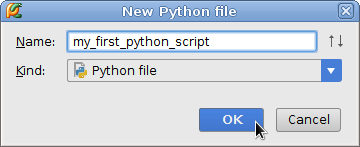 New Python file
Name: my_first_python_script
Kind: Python file
OK Cancel